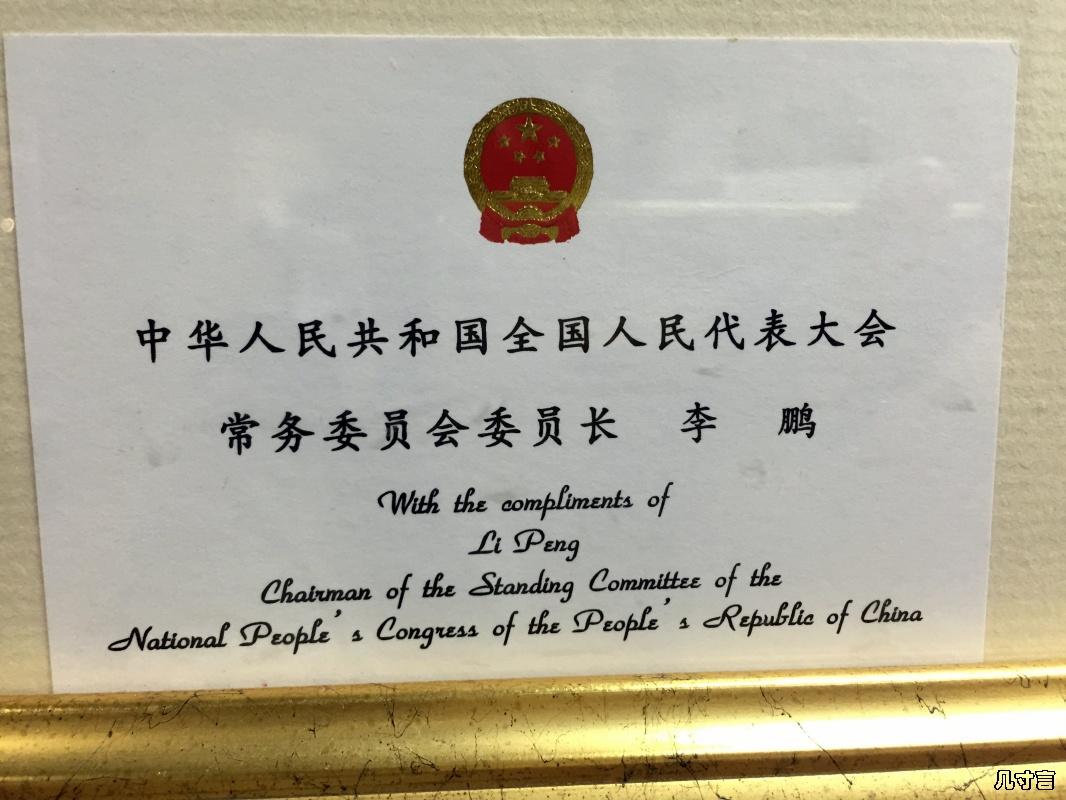 中华人民共和国全国人民代表大会
常务委员会委员长 李 鹏
With the compliments of
Li Peng
Chairman of the Standing Committee of the
National People's Congress of the People's Republic of China
几寸言